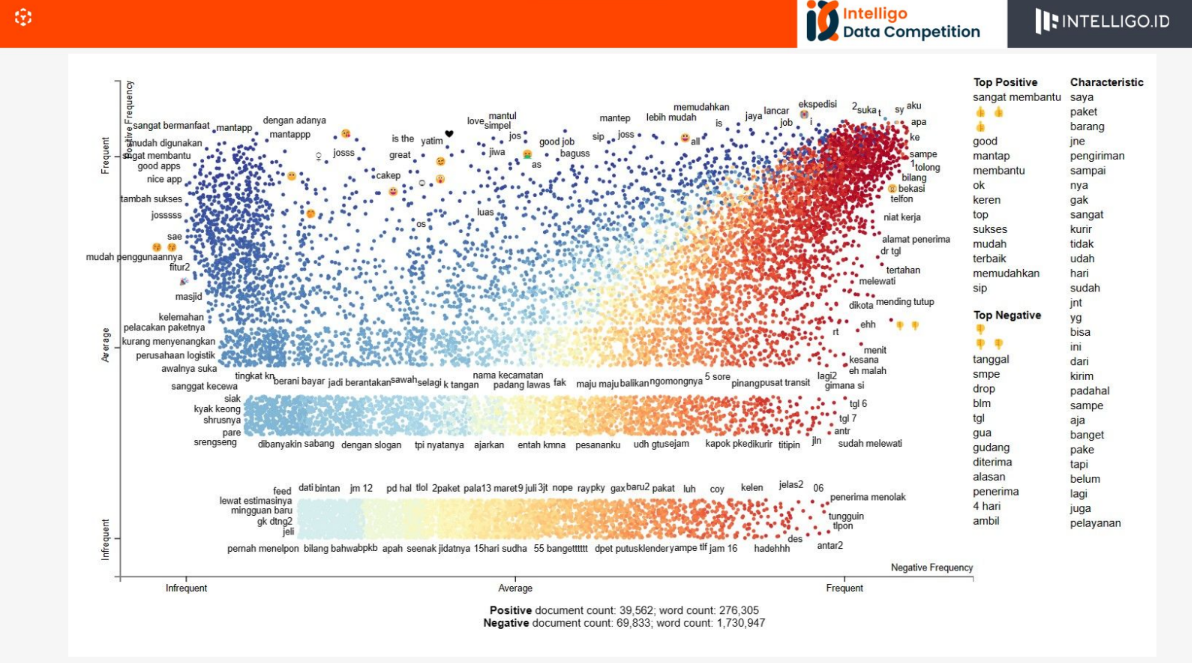 Intelligo
Data Competition
INTELLIGO.ID
Positive Frequency
Frequent
Average
Infrequent
sangat bermanfaat
mantapp
dengan adanya
mantappp
mudah digunakan
sangat membantu
good apps
nice app
tambah sukses
josssss
sae
mudah penggunaannya
fitur2
masjid
kelemahan
pelacakan paketnya
kurang menyenangkan
perusahaan logistik
awalnya suka
josss
is the
yatim
great
cakep
os
love
mantul
simpel
jos
jiwa
good job
as
baguss
luas
mantep
sip
joss
memudahkan
lebih mudah
is
all
jaya
lancar
job
ekspedisi
i
2
suka
t
sy
aku
apa
ke
sampe
1
tolong
bilang
bekasi
telfon
niat kerja
alamat penerima
dr tgl
tertahan
melewati
dikota
mending tutup
rt
ehh
menit
kesana
eh malah
tingkat kn
berani bayar
jadi berantakan
sawah
selagi
k tangan
nama kecamatan
padang lawas
fak
maju maju
balikan
ngomongnya
5 sore
pinang
pusat transit
lagi2
gimana si
sanggat kecewa
siak
kyak keong
shrusnya
pare
srengseng
tgl 6
tgl 7
antr
dibanyakin
sabang
dengan slogan
tpi nyatanya
ajarkan
entah kmna
pesananku
udh gtu
sejam
kapok pke
dikurir
titipin
jln
sudah melewati
feed
lewat estimasinya
mingguan baru
gk dtng2
jeli
dati
bintan
jm 12
pd hal
tlol
2paket
pala
13 maret
9 juli
3jt
nope
ray
pky
gax
baru2
pakat
luh
coy
kelen
jelas2
06
penerima menolak
tungguin
tlpon
des
antar2
pernah menelpon
bilang bahwa
bpkb
apah
seenak jidatnya
15hari
sudha
55
bangetttttt
dpet
putus
klender
yampe
tlf
jam 16
hadehhh
Negative Frequency
Infrequent
Average
Frequent
Positive document count: 39,562; word count: 276,305
Negative document count: 69,833; word count: 1,730,947
Top Positive
sangat membantu
👍 👍
👍
good
mantap
membantu
ok
keren
top
sukses
mudah
terbaik
memudahkan
sip
Top Negative
👎
👎 👎
tanggal
smpe
drop
blm
tgl
gua
gudang
diterima
alasan
penerima
4 hari
ambil
Characteristic
saya
paket
barang
jne
pengiriman
sampai
nya
gak
sangat
kurir
tidak
udah
hari
sudah
jnt
yg
bisa
ini
dari
kirim
padahal
sampe
aja
banget
pake
tapi
belum
lagi
juga
pelayanan